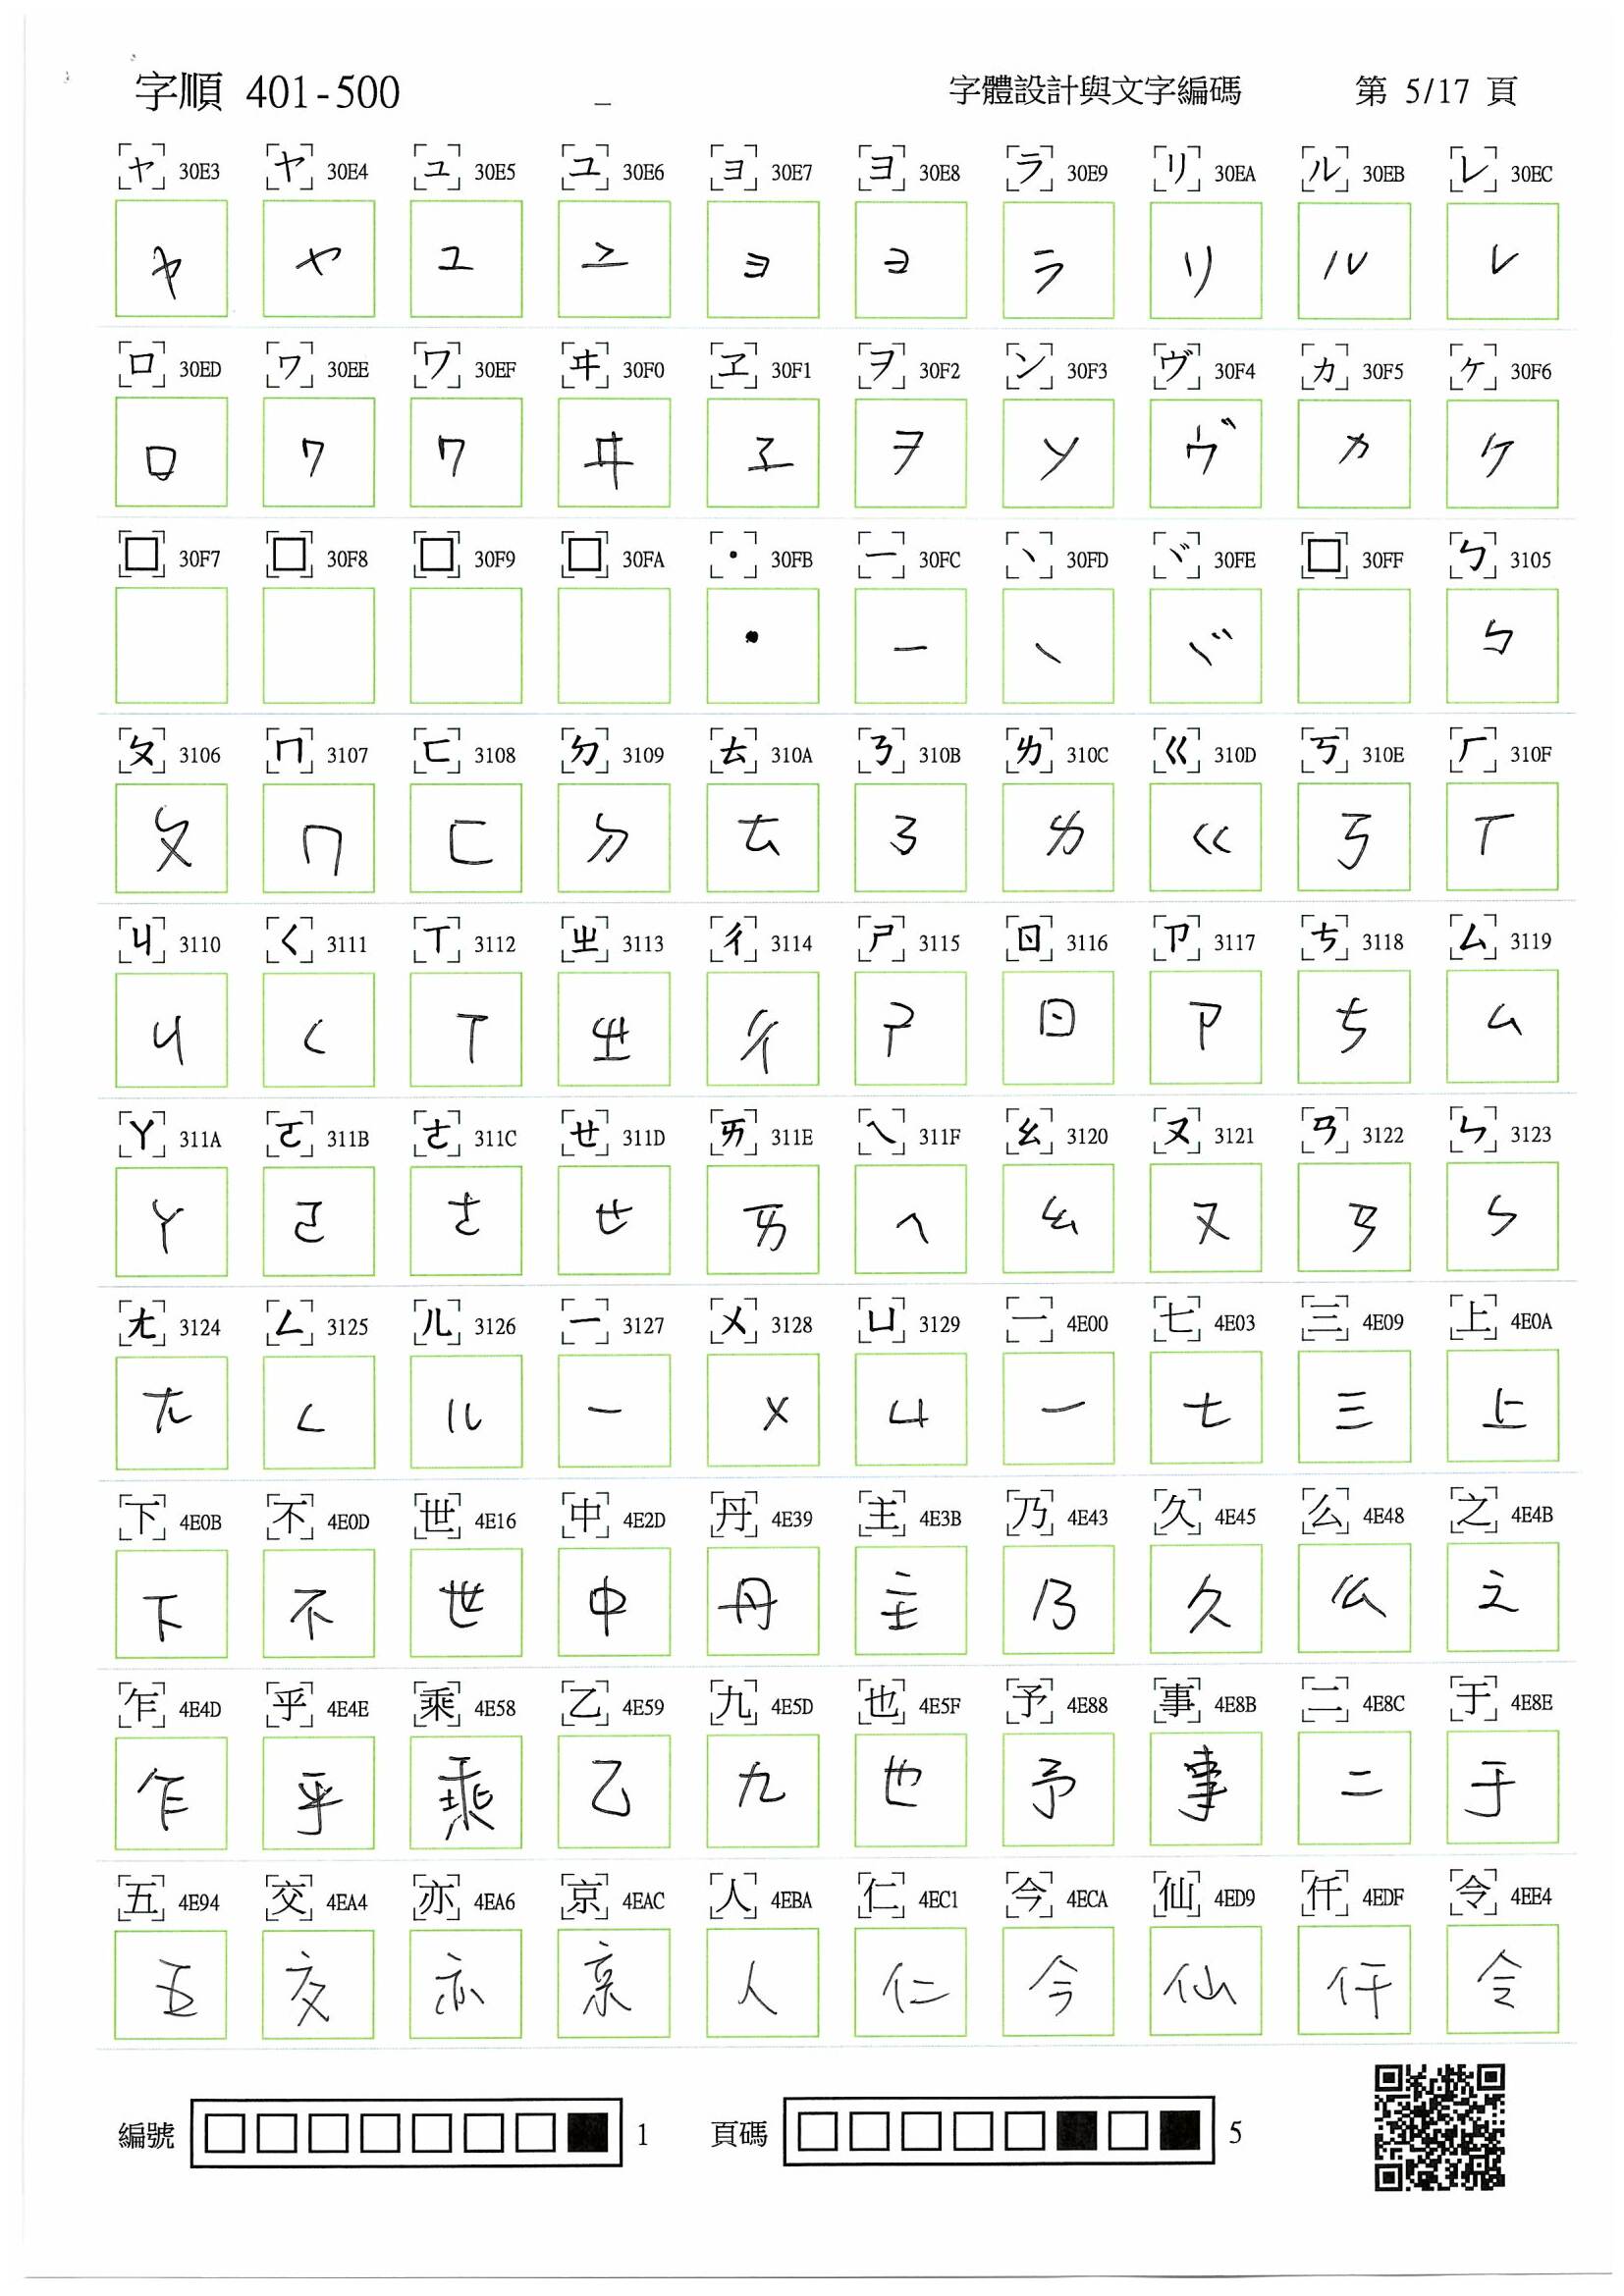 字順 401-500 字體設計與文字編碼 第 5/17 頁
ャ 30E3 ヤ 30E4 ュ 30E5 ユ 30E6 ョ 30E7 ヨ 30E8 ラ 30E9 リ 30EA ル 30EB レ 30EC
ャ ヤ ュ ユ ョ ヨ ラ リ ル レ
ロ 30ED ヮ 30EE ワ 30EF ヰ 30F0 ヱ 30F1 ヲ 30F2 ン 30F3 ヴ 30F4 ヵ 30F5 ヶ 30F6
ロ ヮ ワ ヰ ヱ ヲ ン ヴ ヵ ヶ
□ 30F7 □ 30F8 □ 30F9 □ 30FA ・ 30FB ー 30FC ヽ 30FD ヾ 30FE □ 30FF ㄅ 3105
・ ー ヽ ヾ ㄅ
ㄆ 3106 ㄇ 3107 ㄈ 3108 ㄉ 3109 ㄊ 310A ㄋ 310B ㄌ 310C ㄍ 310D ㄎ 310E ㄏ 310F
ㄆ ㄇ ㄈ ㄉ ㄊ ㄋ ㄌ ㄍ ㄎ ㄏ
ㄐ 3110 ㄑ 3111 ㄒ 3112 ㄓ 3113 ㄔ 3114 ㄕ 3115 ㄖ 3116 ㄗ 3117 ㄘ 3118 ㄙ 3119
ㄐ ㄑ ㄒ ㄓ ㄔ ㄕ ㄖ ㄗ ㄘ ㄙ
ㄚ 311A ㄛ 311B ㄜ 311C ㄝ 311D ㄞ 311E ㄟ 311F ㄠ 3120 ㄡ 3121 ㄢ 3122 ㄣ 3123
ㄚ ㄛ ㄜ ㄝ ㄞ ㄟ ㄠ ㄡ ㄢ ㄣ
ㄤ 3124 ㄥ 3125 ㄦ 3126 ㄧ 3127 ㄨ 3128 ㄩ 3129 一 4E00 七 4E03 三 4E09 上 4E0A
ㄤ ㄥ ㄦ ㄧ ㄨ ㄩ 一 七 三 上
下 4E0B 不 4E0D 世 4E16 中 4E2D 丹 4E39 主 4E3B 乃 4E43 久 4E45 么 4E48 之 4E4B
下 不 世 中 丹 主 乃 久 么 之
乍 4E4D 乎 4E4E 乘 4E58 乙 4E59 九 4E5D 也 4E5F 予 4E88 事 4E8B 二 4E8C 于 4E8E
乍 乎 乘 乙 九 也 予 事 二 于
五 4E94 交 4EA4 亦 4EA6 京 4EAC 人 4EBA 仁 4EC1 今 4ECA 仙 4ED9 仟 4EDF 令 4EE4
五 交 亦 京 人 仁 今 仙 仟 令
編號 1 頁碼 5